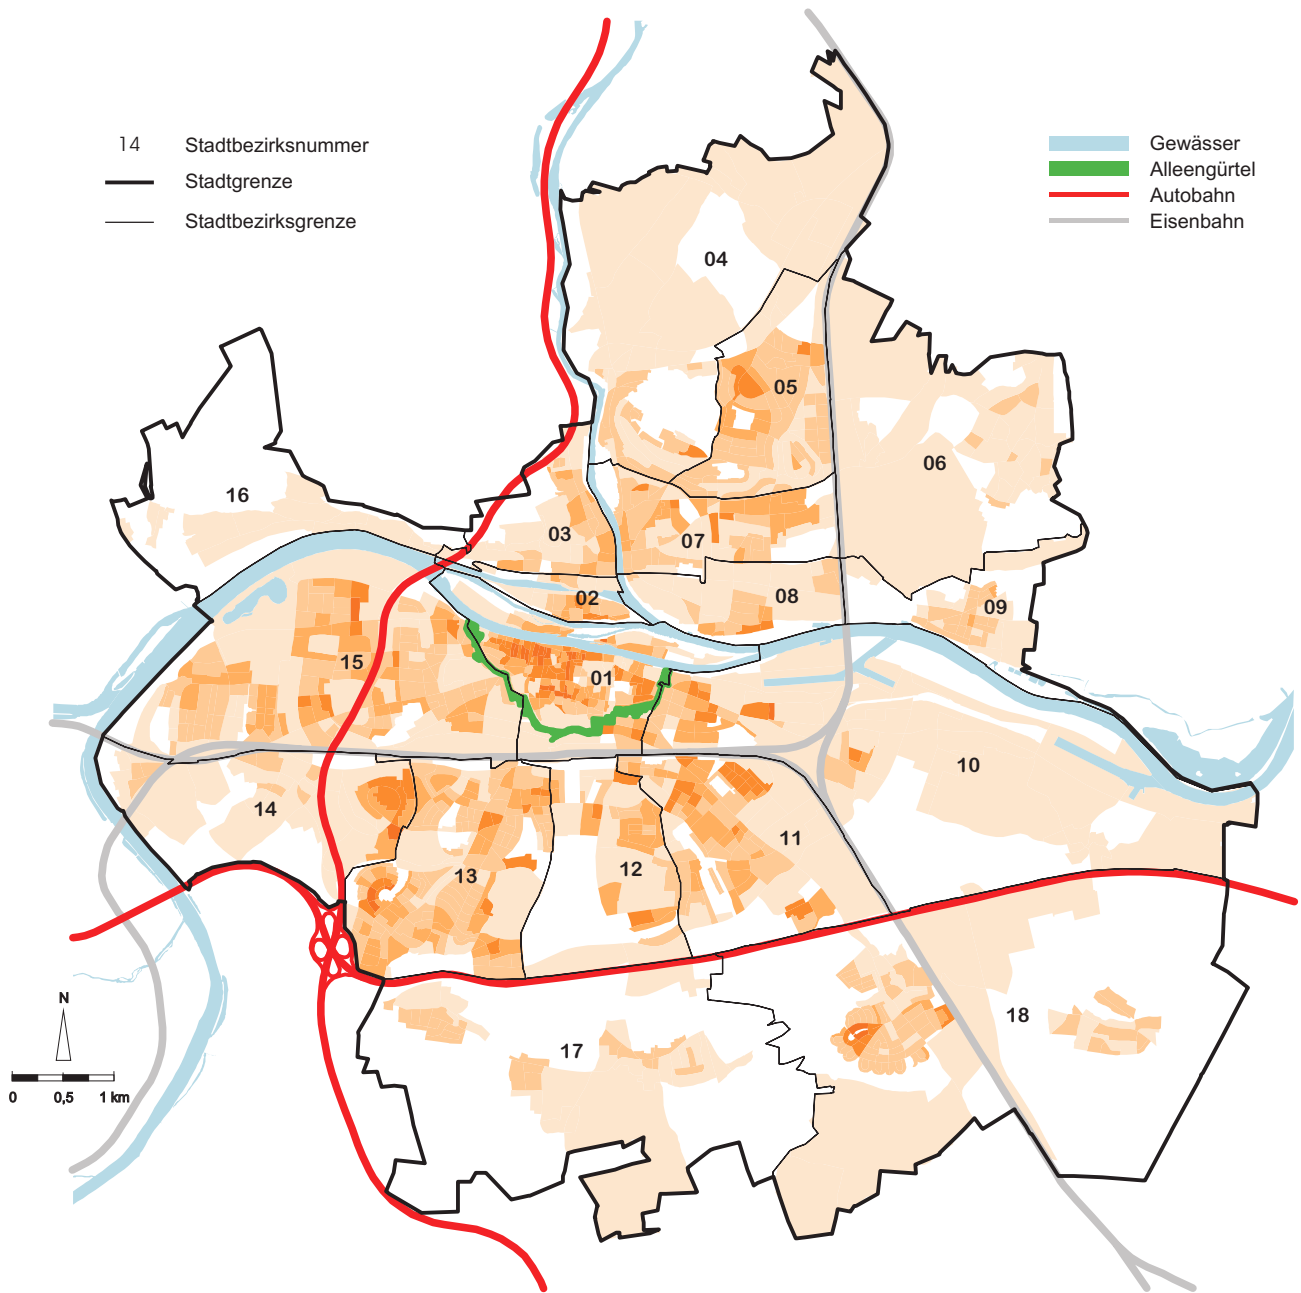 14 Stadtbezirksnummer
Stadtgrenze
Stadtbezirksgrenze
Gewässer
Alleengürtel
Autobahn
Eisenbahn
04
05
06
16
03
07
02
08
09
15
01
10
14
11
13
12
18
17
N
0 0,5 1 km